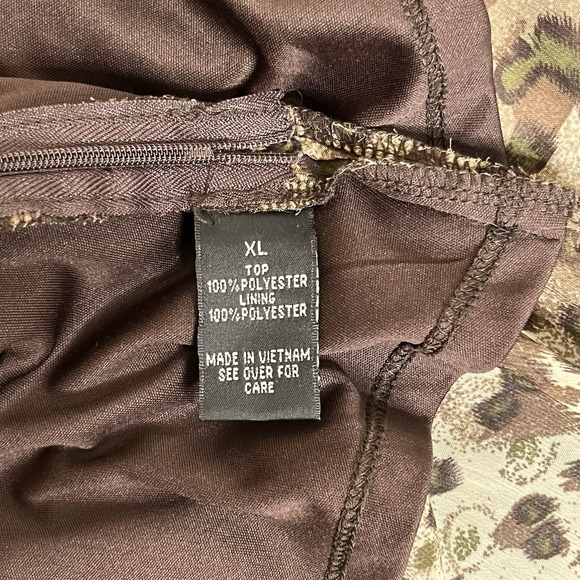 XL
TOP
100%POLYESTER
LINING
100%POLYESTER
MADE IN VIETNAM
SEE OVER FOR
CARE